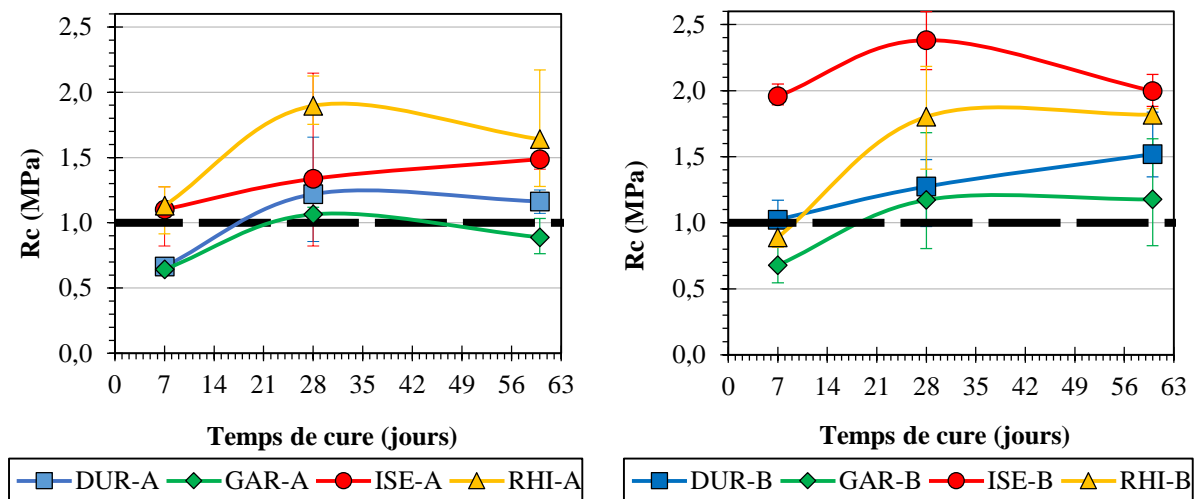 2,5
2,0
1,5
1,0
0,5
0,0
Rc (MPa)
0 7 14 21 28 35 42 49 56 63
Temps de cure (jours)
DUR-A GAR-A ISE-A RHI-A
2,5
2,0
1,5
1,0
0,5
0,0
Rc (MPa)
0 7 14 21 28 35 42 49 56 63
Temps de cure (jours)
DUR-B GAR-B ISE-B RHI-B